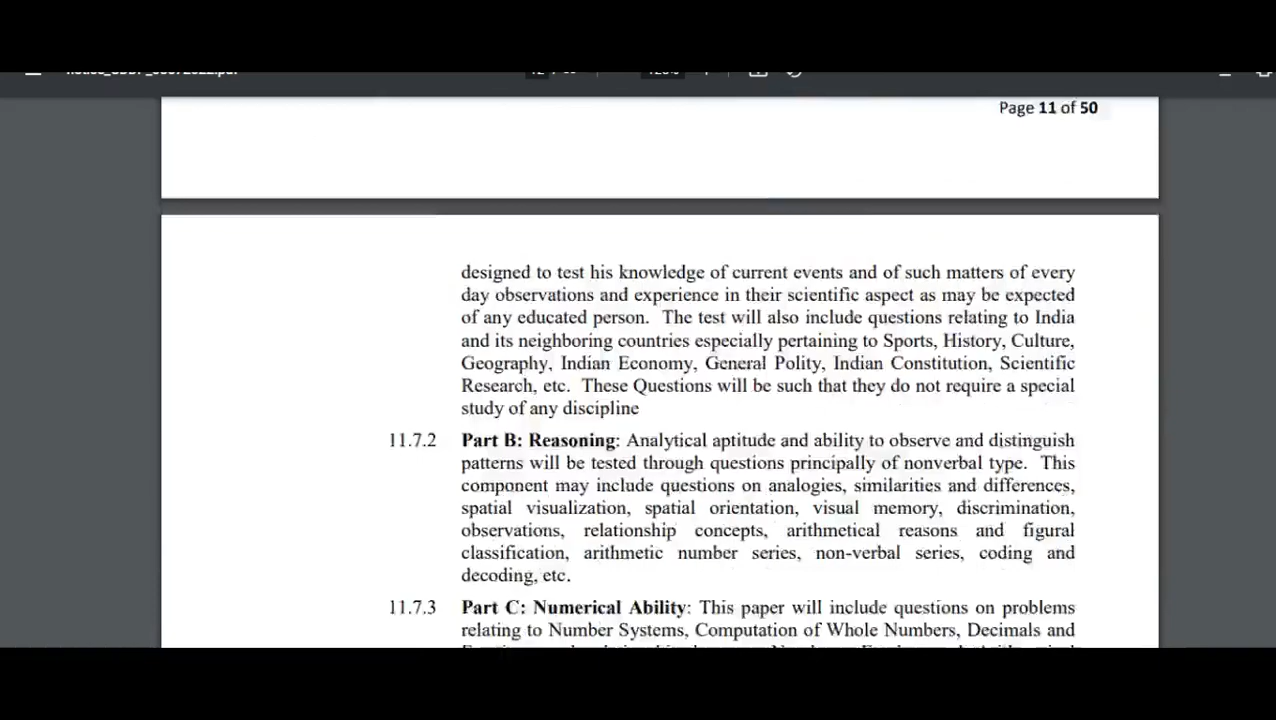 Page 11 of 50
designed to test his knowledge of current events and of such matters of every
day observations and experience in their scientific aspect as may be expected
of any educated person. The test will also include questions relating to India
and its neighboring countries especially pertaining to Sports, History, Culture,
Geography, Indian Economy, General Polity, Indian Constitution, Scientific
Research, etc. These Questions will be such that they do not require a special
study of any discipline
11.7.2 Part B: Reasoning: Analytical aptitude and ability to observe and distinguish
patterns will be tested through questions principally of nonverbal type. This
component may include questions on analogies, similarities and differences,
spatial visualization, spatial orientation, visual memory, discrimination,
observations, relationship concepts, arithmetical reasons and figural
classification, arithmetic number series, non-verbal series, coding and
decoding, etc.
11.7.3 Part C: Numerical Ability: This paper will include questions on problems
relating to Number Systems, Computation of Whole Numbers, Decimals and